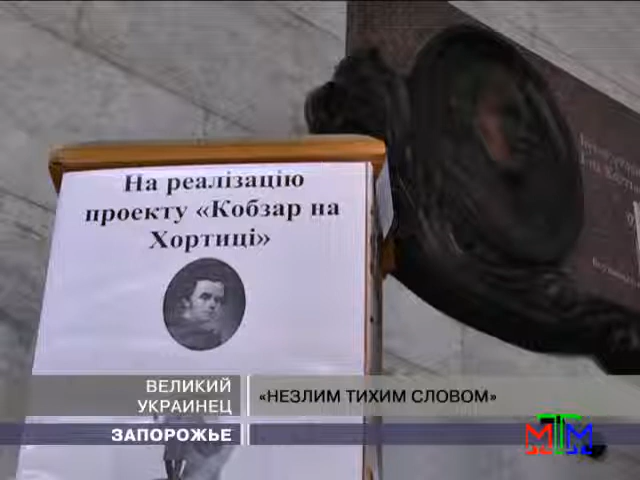 На реалізацію
проекту «Кобзар на
Хортиці»
ВЕЛИКИЙ
УКРАИНЕЦ
«НЕЗЛИМ ТИХИМ СЛОВОМ»
ЗАПОРОЖЬЕ
МТМ